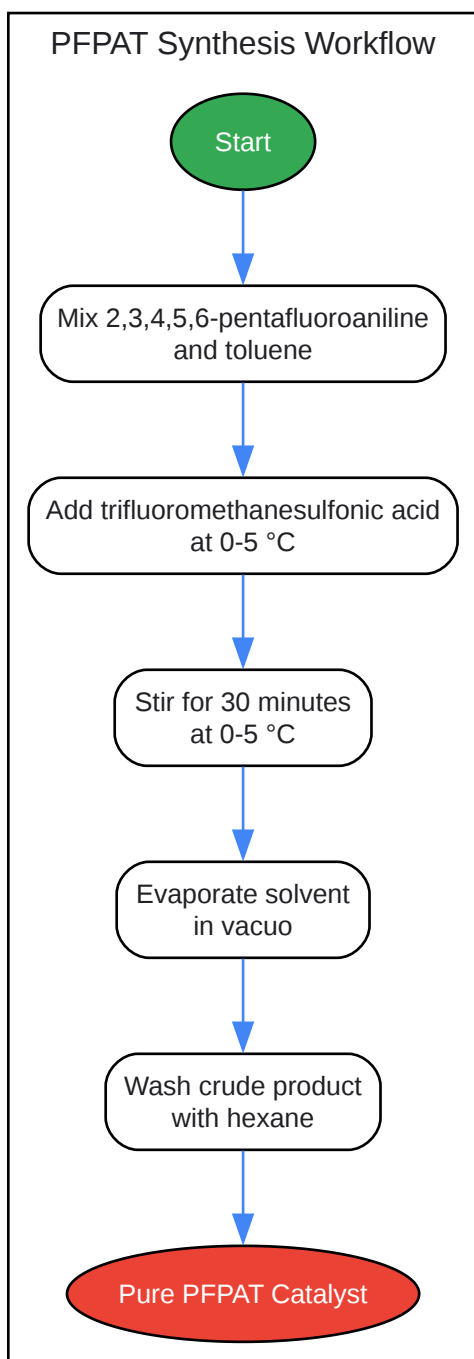 PFPAT Synthesis Workflow
Start
Mix 2,3,4,5,6-pentafluoroaniline
and toluene
Add trifluoromethanesulfonic acid
at 0-5 °C
Stir for 30 minutes
at 0-5 °C
Evaporate solvent
in vacuo
Wash crude product
with hexane
Pure PFPAT Catalyst